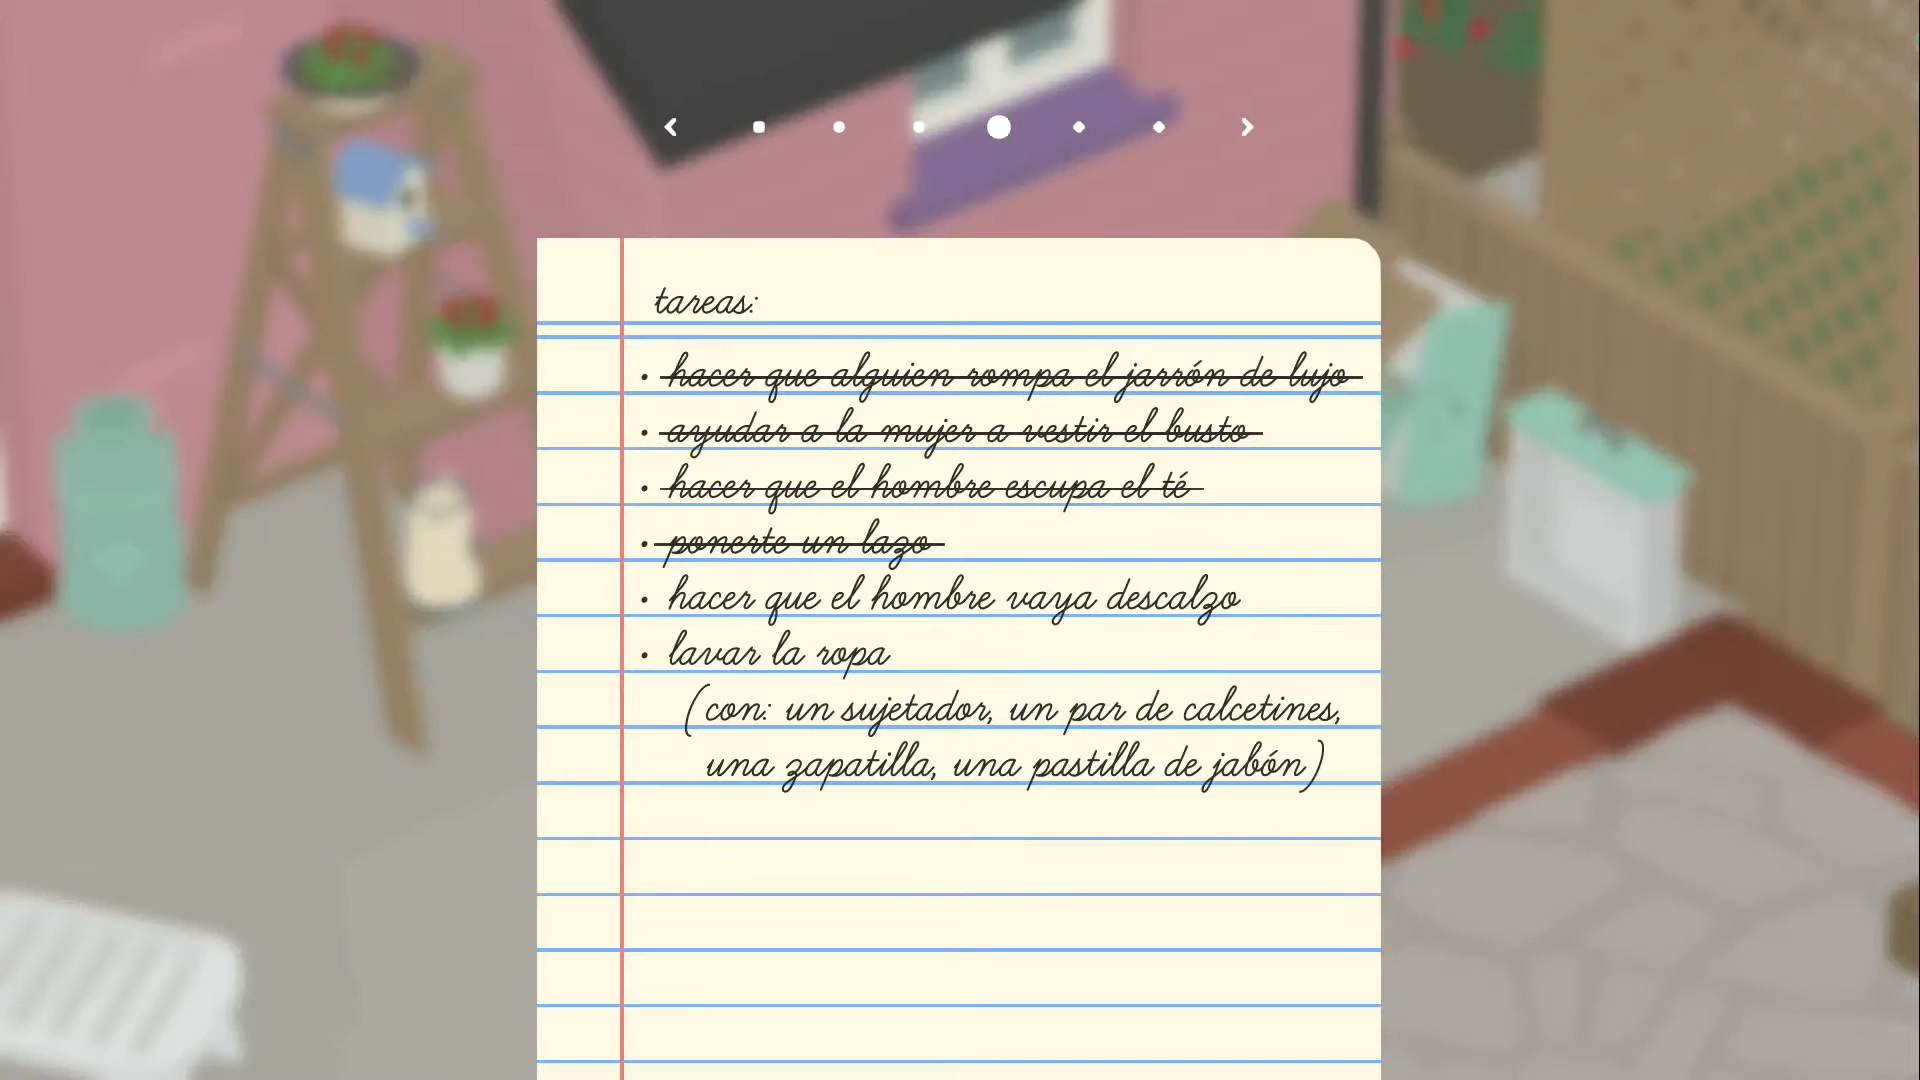 tareas:
• hacer que alguien rompa el jarrón de lujo
• ayudar a la mujer a vestir el busto
• hacer que el hombre escupa el té
• ponerte un lazo
• hacer que el hombre vaya descalzo
• lavar la ropa
(con: un sujetador, un par de calcetines,
una zapatilla, una pastilla de jabón)